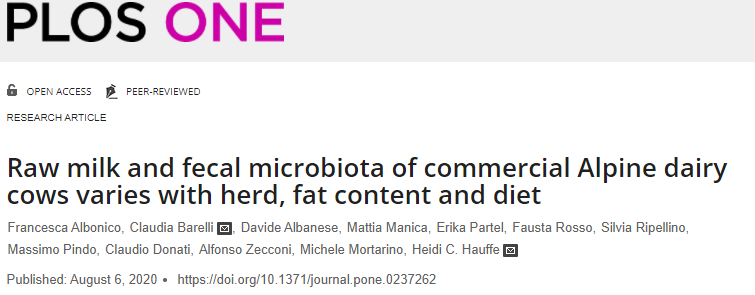 PLOS ONE
OPEN ACCESS PEER-REVIEWED
RESEARCH ARTICLE
Raw milk and fecal microbiota of commercial Alpine dairy
cows varies with herd, fat content and diet
Francesca Albonico, Claudia Barelli, Davide Albanese, Mattia Manica, Erika Partel, Fausta Rosso, Silvia Ripellino,
Massimo Pindo, Claudio Donati, Alfonso Zecconi, Michele Mortarino, Heidi C. Hauffe
Published: August 6, 2020 • https://doi.org/10.1371/journal.pone.0237262